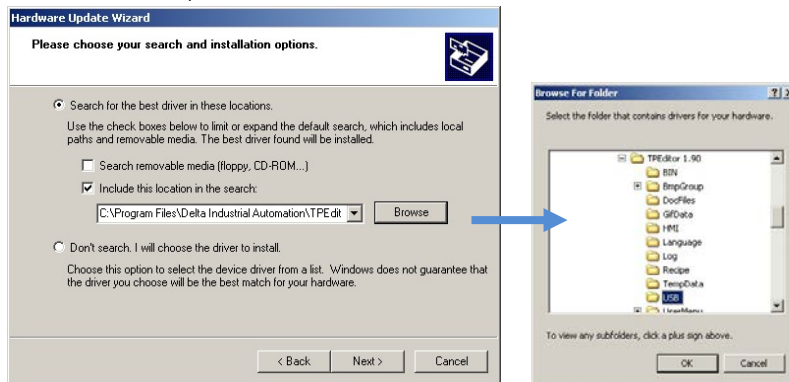 Hardware Update Wizard
Please choose your search and installation options.
Search for the best driver in these locations.
Use the check boxes below to limit or expand the default search, which includes local
paths and removable media. The best driver found will be installed.
Search removable media (floppy, CD-ROM...)
Include this location in the search:
C:\Program Files\Delta Industrial Automation\TPEdit
Browse
Don't search. I will choose the driver to install.
Choose this option to select the device driver from a list. Windows does not guarantee that
the driver you choose will be the best match for your hardware.
< Back
Next >
Cancel
Browse For Folder
Select the folder that contains drivers for your hardware.
TPEditor 1.90
BIN
BmpGroup
DocFiles
GifData
HMI
Language
Log
Recipe
TempData
USB
UserMenu
To view any subfolders, click a plus sign above.
OK
Cancel